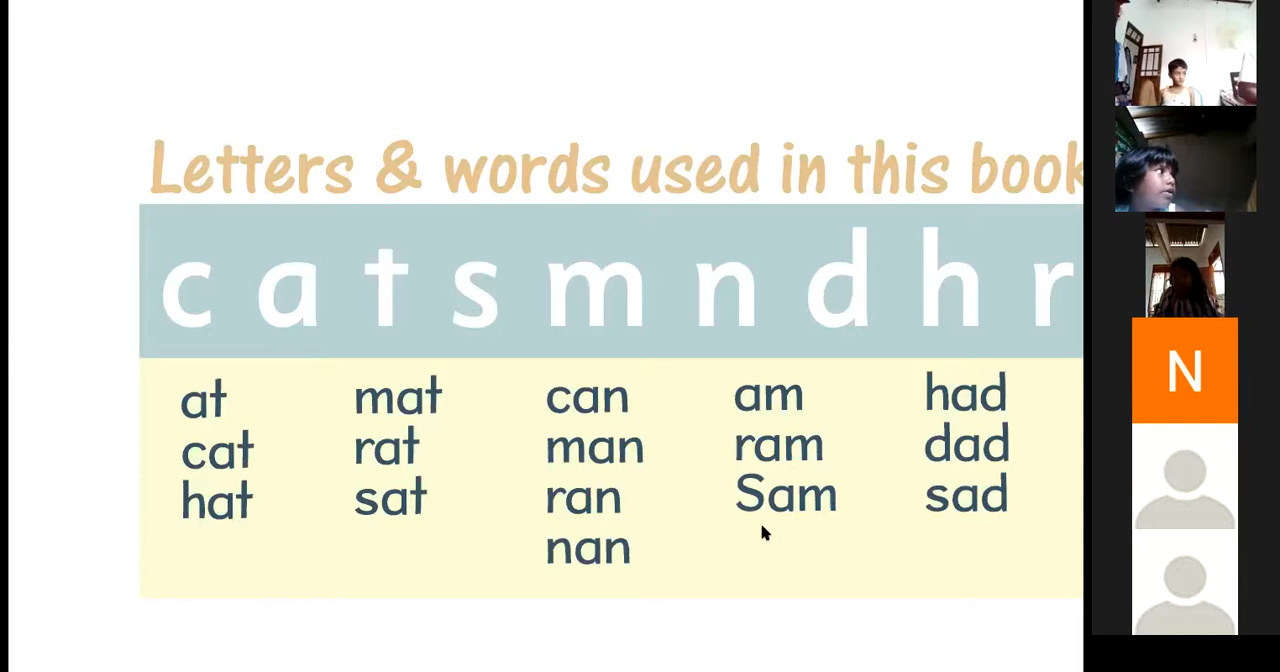 Letters & words used in this book
c a t s m n d h r
at mat can am had
cat rat man ram dad
hat sat ran Sam sad
nan
N